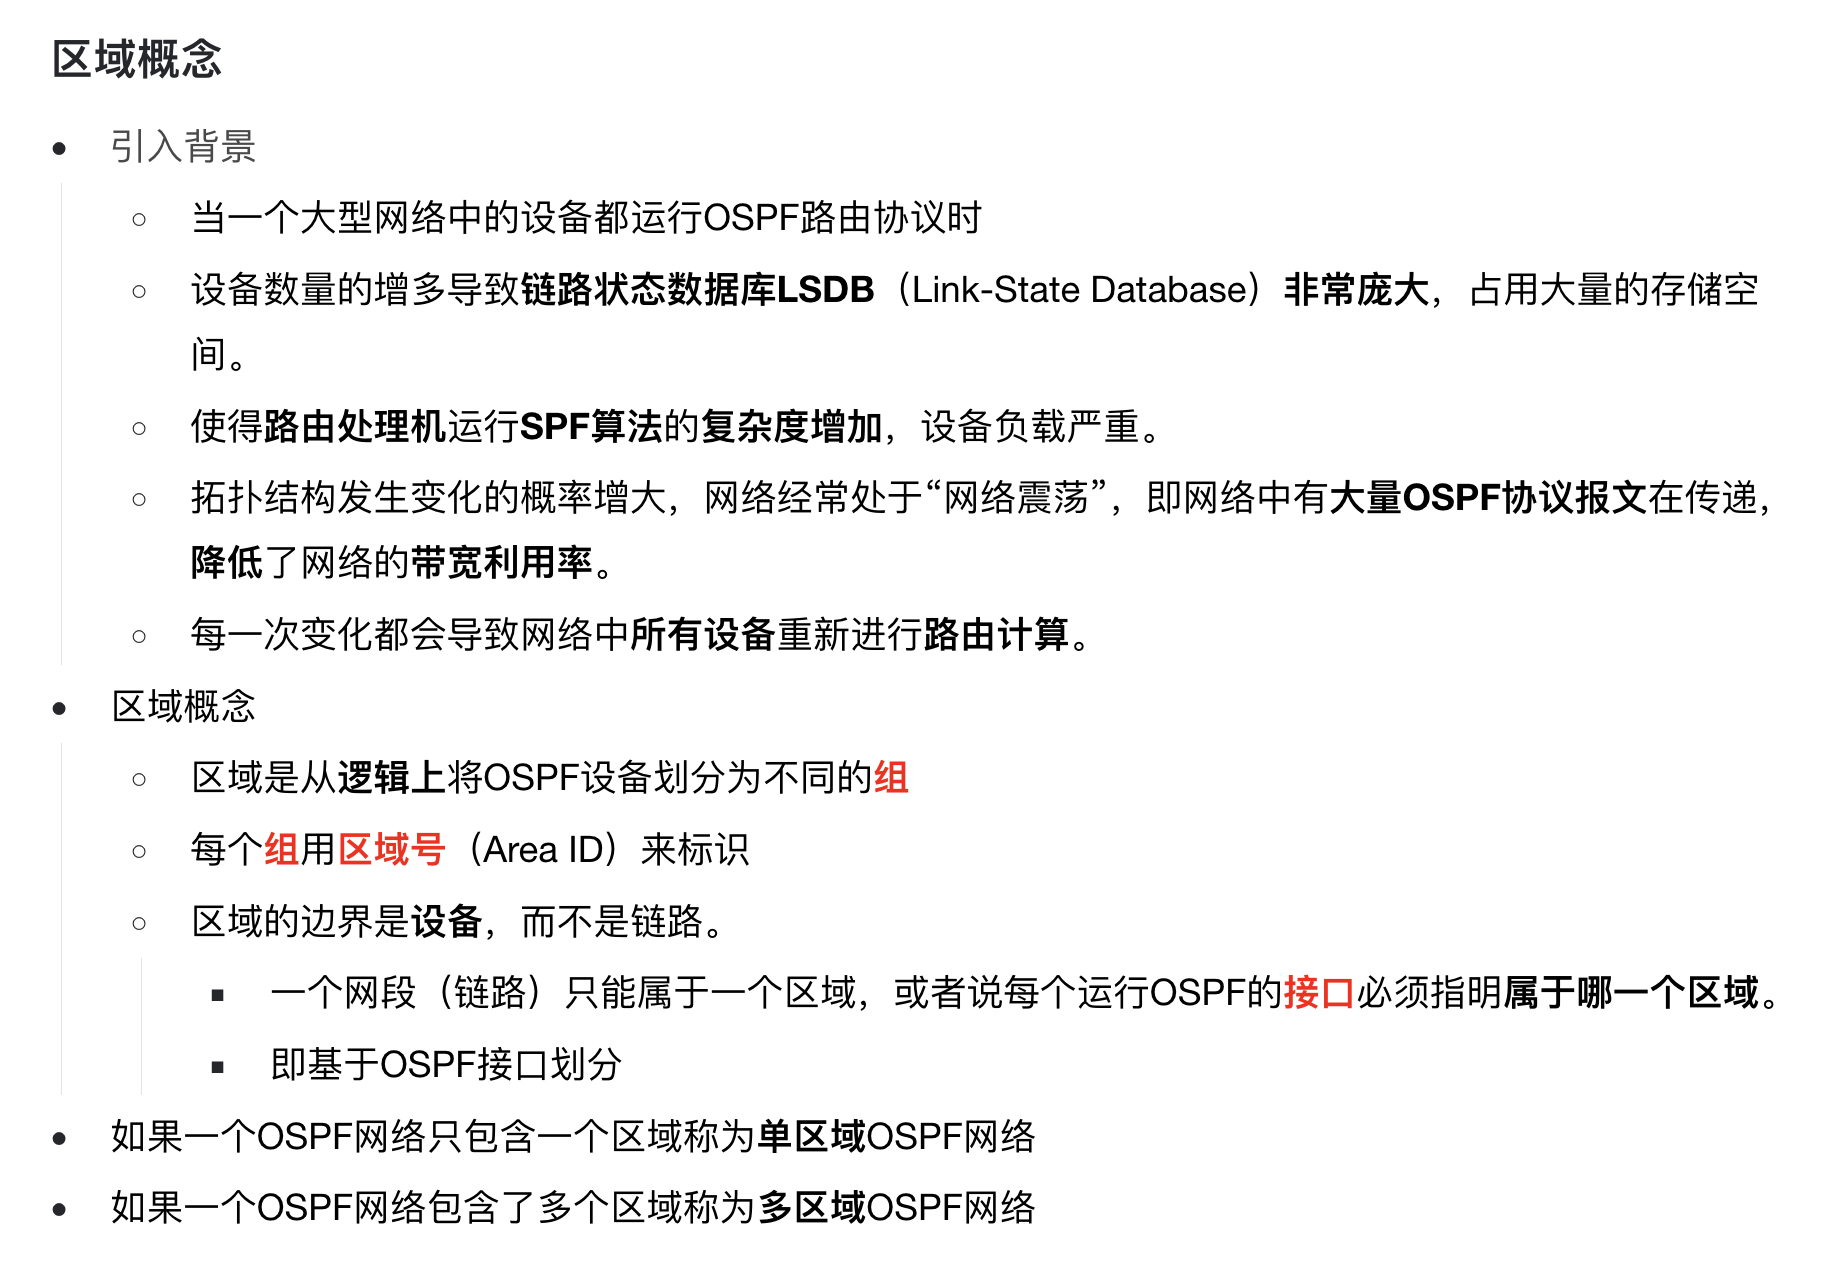 区域概念
引入背景
当一个大型网络中的设备都运行OSPF路由协议时
设备数量的增多导致链路状态数据库LSDB（Link-State Database）非常庞大，占用大量的存储空
间。
使得路由处理机运行SPF算法的复杂度增加，设备负载严重。
拓扑结构发生变化的概率增大，网络经常处于“网络震荡”，即网络中有大量OSPF协议报文在传递，
降低了网络的带宽利用率。
每一次变化都会导致网络中所有设备重新进行路由计算。
区域概念
区域是从逻辑上将OSPF设备划分为不同的组
每个组用区域号（Area ID）来标识
区域的边界是设备，而不是链路。
一个网段（链路）只能属于一个区域，或者说每个运行OSPF的接口必须指明属于哪一个区域。
即基于OSPF接口划分
如果一个OSPF网络只包含一个区域称为单区域OSPF网络
如果一个OSPF网络包含了多个区域称为多区域OSPF网络